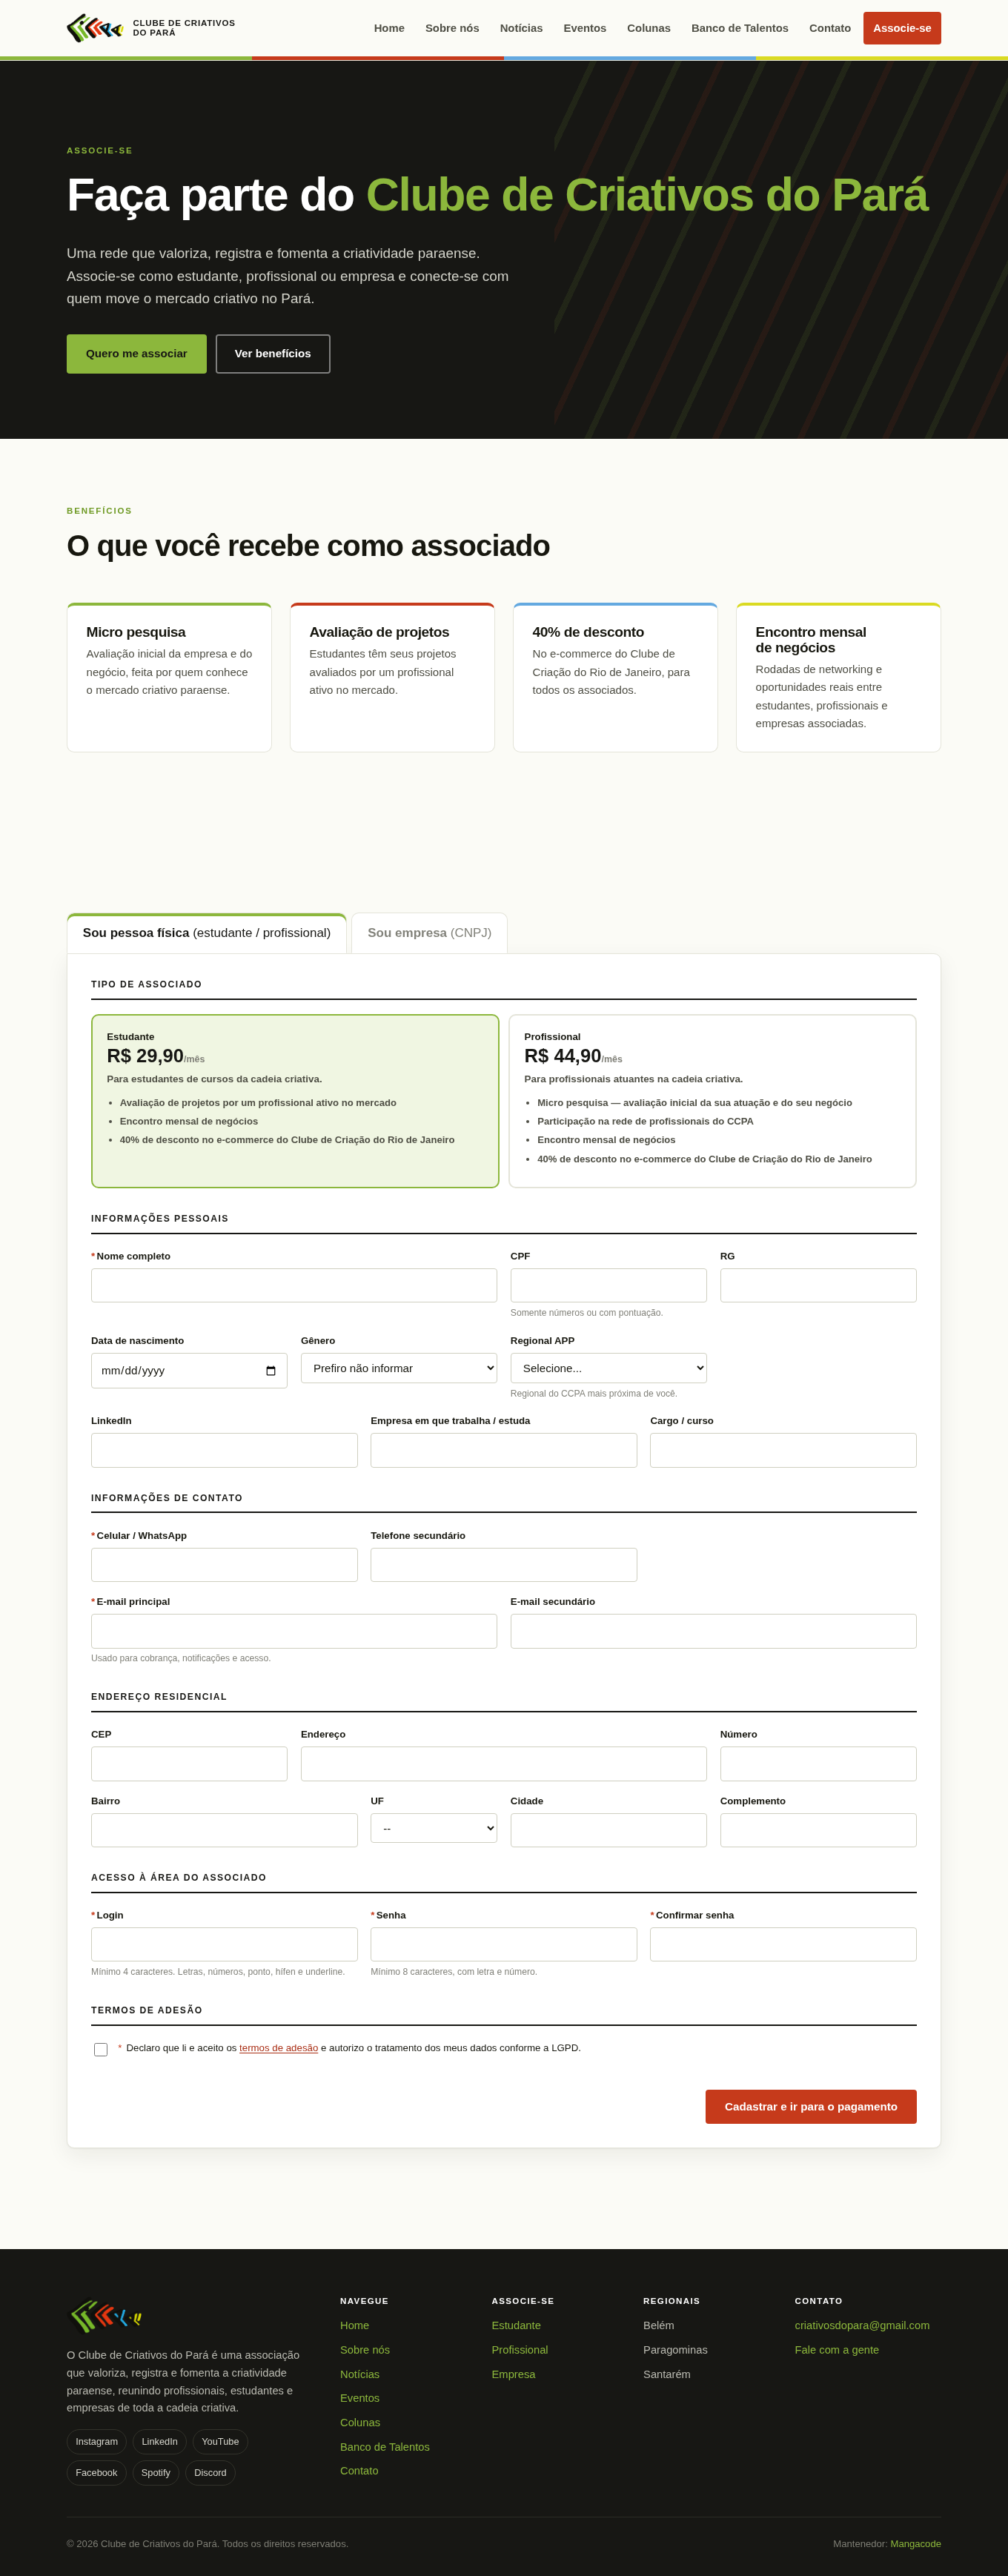 CLUBE DE CRIATIVOS
DO PARÁ
Home Sobre nós Notícias Eventos Colunas Banco de Talentos Contato Associe-se
ASSOCIE-SE
Faça parte do Clube de Criativos do Pará
Uma rede que valoriza, registra e fomenta a criatividade paraense.
Associe-se como estudante, profissional ou empresa e conecte-se com
quem move o mercado criativo no Pará.
Quero me associar Ver benefícios
BENEFÍCIOS
O que você recebe como associado
Micro pesquisa
Avaliação inicial da empresa e do
negócio, feita por quem conhece
o mercado criativo paraense.
Avaliação de projetos
Estudantes têm seus projetos
avaliados por um profissional
ativo no mercado.
40% de desconto
No e-commerce do Clube de
Criação do Rio de Janeiro, para
todos os associados.
Encontro mensal
de negócios
Rodadas de networking e
oportunidades reais entre
estudantes, profissionais e
empresas associadas.
Sou pessoa física (estudante / profissional) Sou empresa (CNPJ)
TIPO DE ASSOCIADO
Estudante
R$ 29,90/mês
Para estudantes de cursos da cadeia criativa.
• Avaliação de projetos por um profissional ativo no mercado
• Encontro mensal de negócios
• 40% de desconto no e-commerce do Clube de Criação do Rio de Janeiro
Profissional
R$ 44,90/mês
Para profissionais atuantes na cadeia criativa.
• Micro pesquisa — avaliação inicial da sua atuação e do seu negócio
• Participação na rede de profissionais do CCPA
• Encontro mensal de negócios
• 40% de desconto no e-commerce do Clube de Criação do Rio de Janeiro
INFORMAÇÕES PESSOAIS
* Nome completo CPF RG
Somente números ou com pontuação.
Data de nascimento Gênero Regional APP
mm/dd/yyyy Prefiro não informar Selecione...
Regional do CCPA mais próxima de você.
LinkedIn Empresa em que trabalha / estuda Cargo / curso
INFORMAÇÕES DE CONTATO
* Celular / WhatsApp Telefone secundário
* E-mail principal E-mail secundário
Usado para cobrança, notificações e acesso.
ENDEREÇO RESIDENCIAL
CEP Endereço Número
Bairro UF Cidade Complemento
--
ACESSO À ÁREA DO ASSOCIADO
* Login * Senha * Confirmar senha
Mínimo 4 caracteres. Letras, números, ponto, hífen e underline. Mínimo 8 caracteres, com letra e número.
TERMOS DE ADESÃO
* Declaro que li e aceito os termos de adesão e autorizo o tratamento dos meus dados conforme a LGPD.
Cadastrar e ir para o pagamento
O Clube de Criativos do Pará é uma associação
que valoriza, registra e fomenta a criatividade
paraense, reunindo profissionais, estudantes e
empresas de toda a cadeia criativa.
Instagram LinkedIn YouTube
Facebook Spotify Discord
NAVEGUE
Home
Sobre nós
Notícias
Eventos
Colunas
Banco de Talentos
Contato
ASSOCIE-SE
Estudante
Profissional
Empresa
REGIONAIS
Belém
Paragominas
Santarém
CONTATO
criativosdopara@gmail.com
Fale com a gente
© 2026 Clube de Criativos do Pará. Todos os direitos reservados. Mantenedor: Mangacode